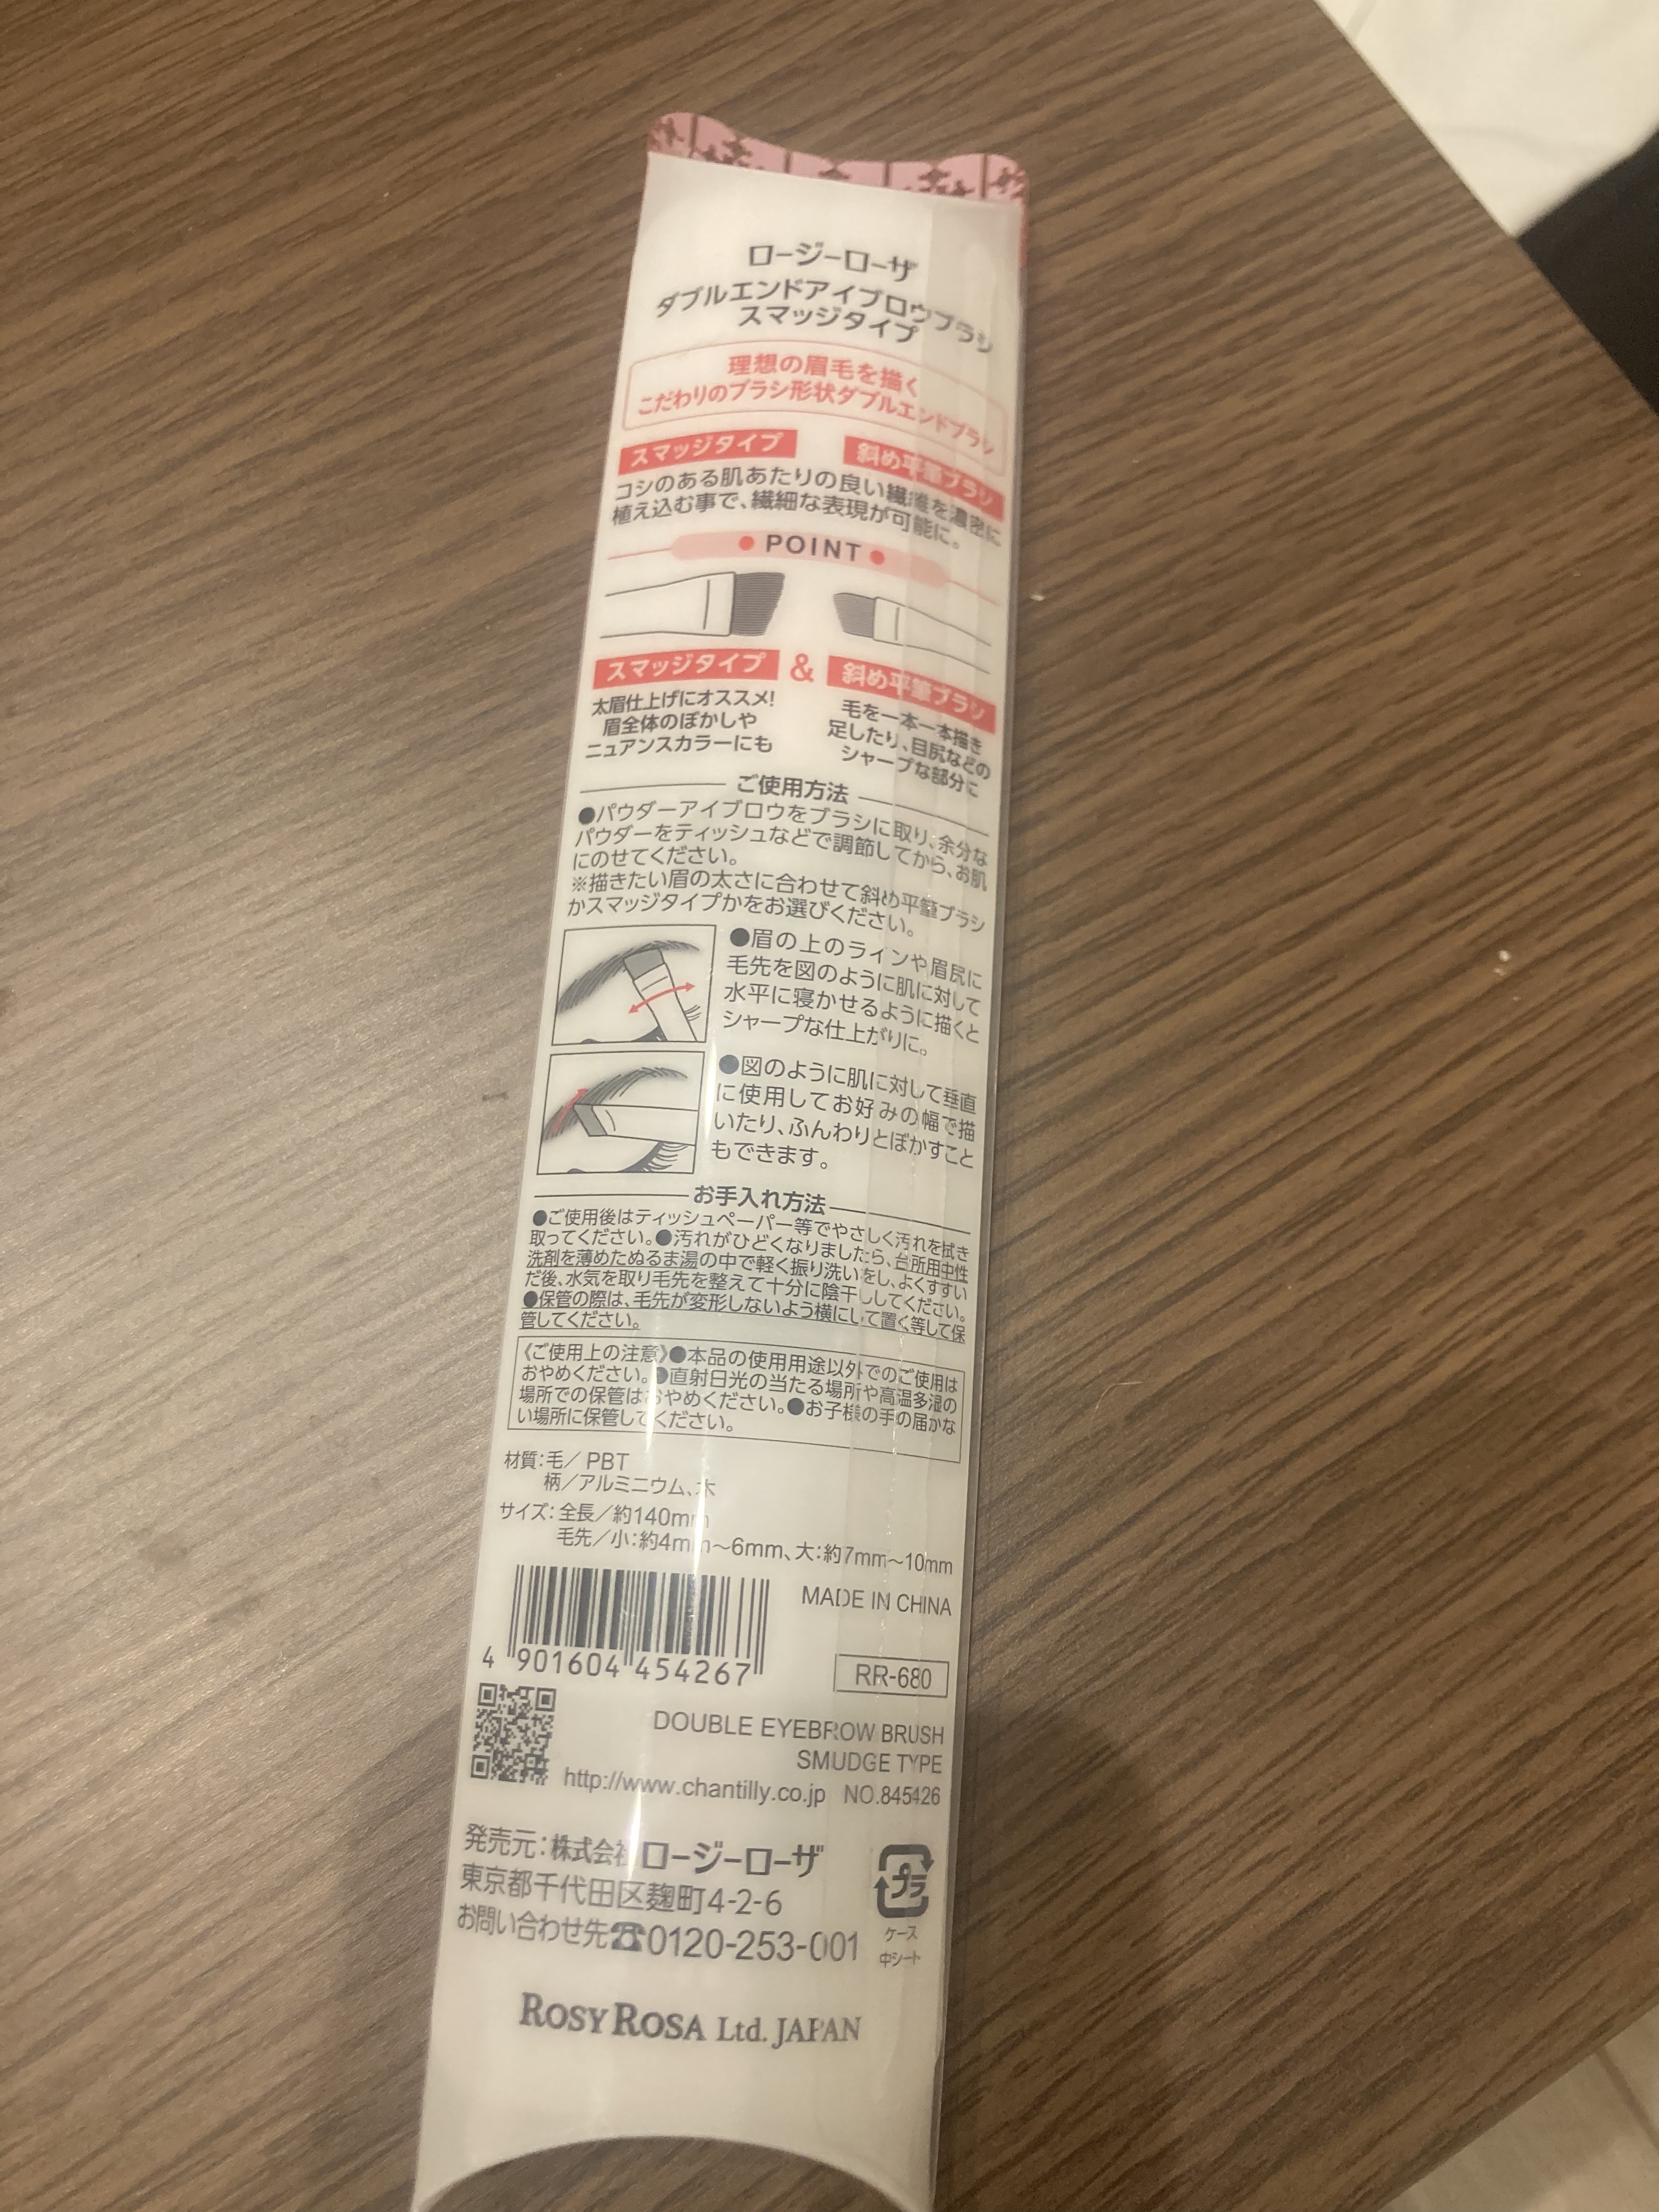 ロージーローザ
ダブルエンドアイブロウブラシ
スマッジタイプ
理想の眉毛を描く
こだわりのブラシ形状ダブルエンドブラシ
スマッジタイプ 斜め平筆ブラシ
コシのある肌あたりの良い繊維を濃密に
植え込む事で、繊細な表現が可能に。
●POINT●
スマッジタイプ & 斜め平筆ブラシ
太眉仕上げにオススメ!
眉全体のぼかしや
ニュアンスカラーにも
毛を一本一本描き
足したり、目尻などの
シャープな部分に
ご使用方法
●パウダーアイブロウをブラシに取り、余分な
パウダーをティッシュなどで調節してから、お肌
にのせてください。
※描きたい眉の太さに合わせて斜め平筆ブラシ
かスマッジタイプかをお選びください。
●眉の上のラインや眉尻に
毛先を図のように肌に対して
水平に寝かせるように描くと
シャープな仕上がりに。
●図のように肌に対して垂直
に使用してお好みの幅で描
いたり、ふんわりとぼかすこと
もできます。
お手入れ方法
●ご使用後はティッシュペーパー等でやさしく汚れを拭き
取ってください。●汚れがひどくなりましたら、台所用中性
洗剤を薄めたぬるま湯の中で軽く振り洗いをし、よくすすい
だ後、水気を取り毛先を整えて十分に陰干ししてください。
●保管の際は、毛先が変形しないよう横にして置く等して保
管してください。
《ご使用上の注意》●本品の使用用途以外でのご使用は
おやめください。●直射日光の当たる場所や高温多湿の
場所での保管はおやめください。●お子様の手の届かな
い場所に保管してください。
材質:毛/PBT
柄/アルミニウム、木
サイズ:全長/約140mm
毛先/小:約4mm〜6mm、大:約7mm〜10mm
MADE IN CHINA
4 901604 454267
RR-680
DOUBLE EYEBROW BRUSH
SMUDGE TYPE
http://www.chantilly.co.jp NO.845426
発売元:株式会社ロージーローザ
東京都千代田区麹町4-2-6
お問い合わせ先☎0120-253-001
プラ
ケース
中シート
ROSY ROSA Ltd. JAPAN